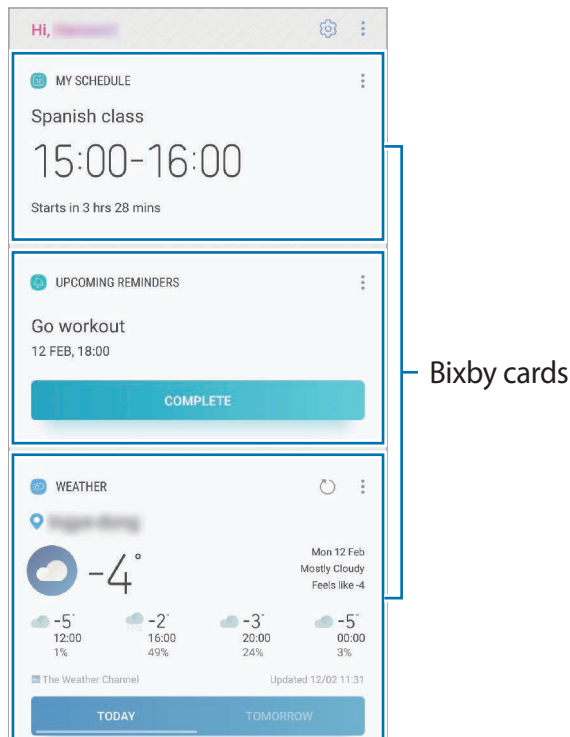 Hi,
MY SCHEDULE
Spanish class
15:00-16:00
Starts in 3 hrs 28 mins
UPCOMING REMINDERS
Go workout
12 FEB, 18:00
COMPLETE
Bixby cards
WEATHER
-4°
Mon 12 Feb
Mostly Cloudy
Feels like -4
-5° -2° -3° -5°
12:00 16:00 20:00 00:00
1% 49% 24% 3%
The Weather Channel Updated 12/02 11:31
TODAY TOMORROW